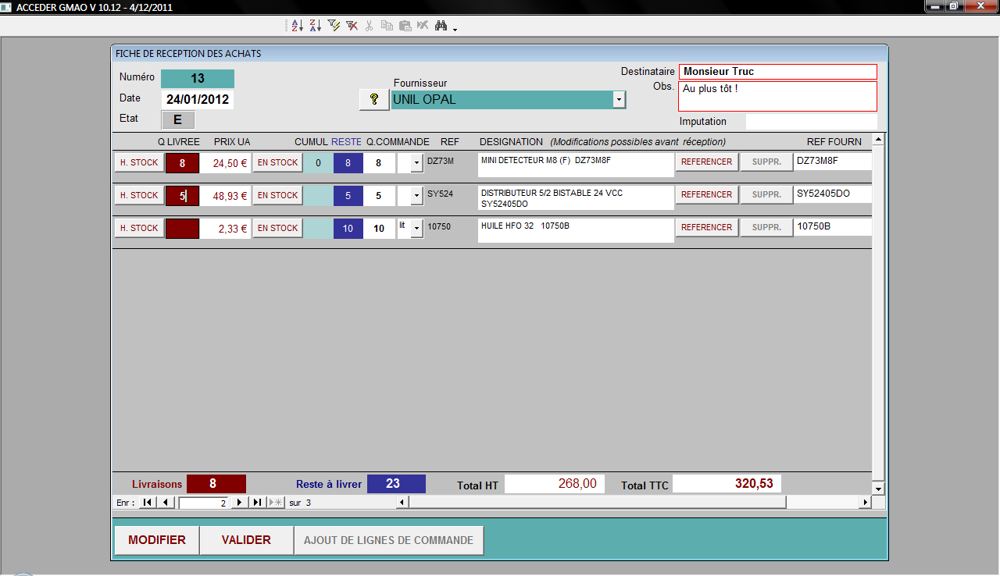 ACCEDER GMAO V 10.12 - 4/12/2011
FICHE DE RECEPTION DES ACHATS
Numéro 13
Date 24/01/2012
Etat E
? Fournisseur
UNIL OPAL
Destinataire Monsieur Truc
Obs. Au plus tôt !
Imputation
Q LIVREE PRIX UA CUMUL RESTE Q.COMMANDE REF DESIGNATION (Modifications possibles avant réception) REF FOURN
H. STOCK 8 24,50 € EN STOCK 0 8 8 DZ73M MINI DETECTEUR M8 (F) DZ73M8F REFERENCER SUPPR. DZ73M8F
H. STOCK 5 48,93 € EN STOCK 5 5 SY524 DISTRIBUTEUR 5/2 BISTABLE 24 VCC REFERENCER SUPPR. SY52405DO
SY52405DO
H. STOCK 2,33 € EN STOCK 10 10 lit 10750 HUILE HFO 32 10750B REFERENCER SUPPR. 10750B
Livraisons 8 Reste à livrer 23 Total HT 268,00 Total TTC 320,53
Enr : 2 sur 3
MODIFIER VALIDER AJOUT DE LIGNES DE COMMANDE